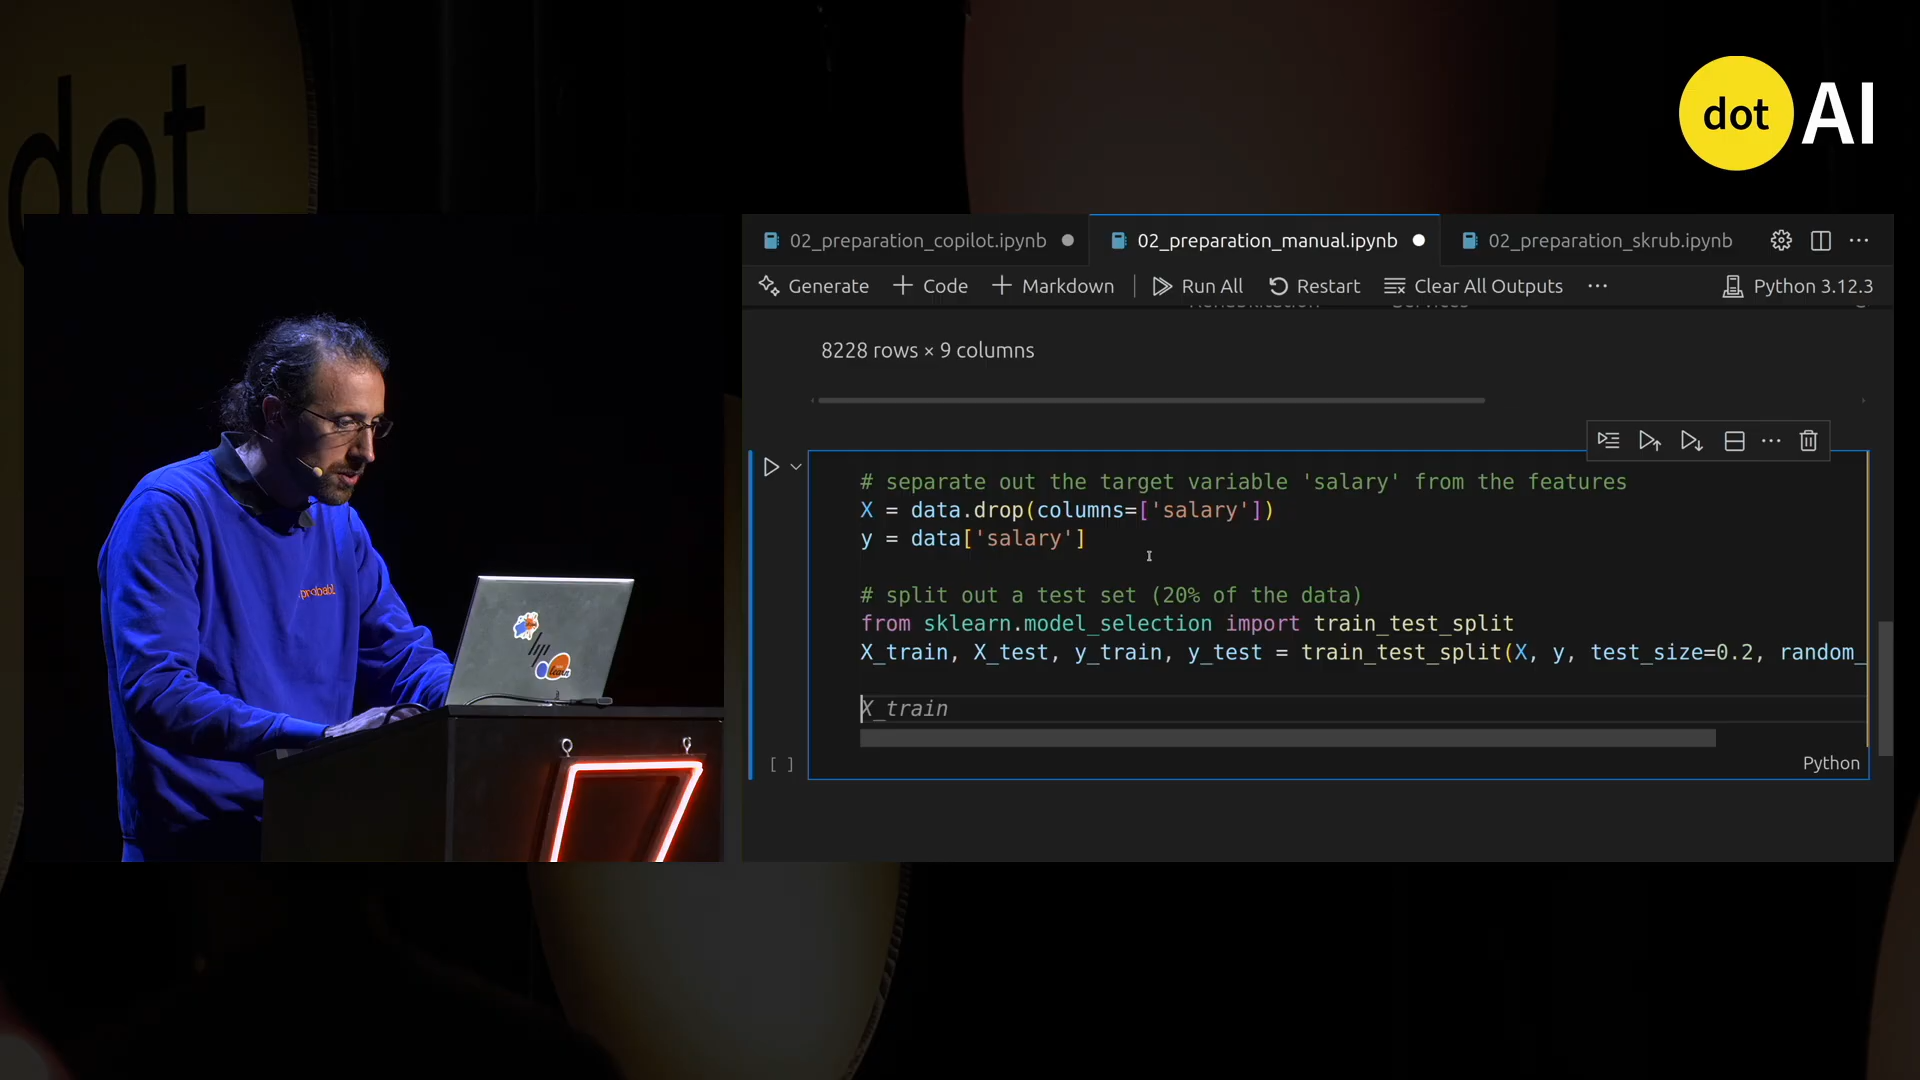 dot
dot AI
:probabl.
learn
02_preparation_copilot.ipynb
02_preparation_manual.ipynb
02_preparation_skrub.ipynb
Generate
Code
Markdown
Run All
Restart
Clear All Outputs
Python 3.12.3
8228 rows × 9 columns
# separate out the target variable 'salary' from the features
X = data.drop(columns=['salary'])
y = data['salary']
# split out a test set (20% of the data)
from sklearn.model_selection import train_test_split
X_train, X_test, y_train, y_test = train_test_split(X, y, test_size=0.2, random_
X_train
[ ]
Python